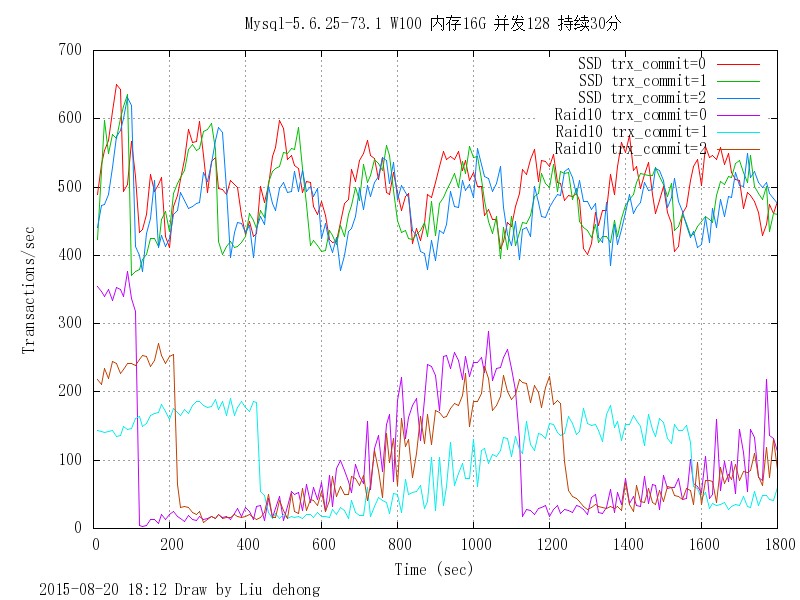 Mysql-5.6.25-73.1 W100 内存16G 并发128 持续30分
700
600
500
400
300
200
100
0
Transactions/sec
SSD trx_commit=0
SSD trx_commit=1
SSD trx_commit=2
Raid10 trx_commit=0
Raid10 trx_commit=1
Raid10 trx_commit=2
0 200 400 600 800 1000 1200 1400 1600 1800
Time (sec)
2015-08-20 18:12 Draw by Liu dehong